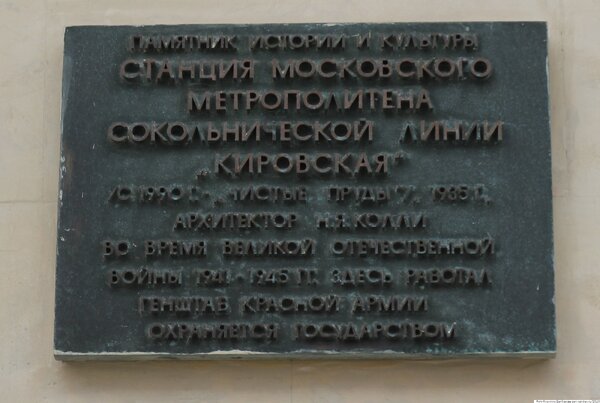 ПАМЯТНИК ИСТОРИИ И КУЛЬТУРЫ
СТАНЦИЯ МОСКОВСКОГО
МЕТРОПОЛИТЕНА
СОКОЛЬНИЧЕСКОЙ ЛИНИИ
„КИРОВСКАЯ“
/С 1990 Г.-„ЧИСТЫЕ ПРУДЫ“/, 1935 Г.,
АРХИТЕКТОР Н.Я. КОЛЛИ
ВО ВРЕМЯ ВЕЛИКОЙ ОТЕЧЕСТВЕННОЙ
ВОЙНЫ 1941-1945 ГГ. ЗДЕСЬ РАБОТАЛ
ГЕНШТАБ КРАСНОЙ АРМИИ
ОХРАНЯЕТСЯ ГОСУДАРСТВОМ